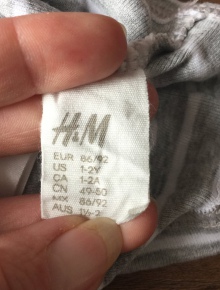 H&M
EUR 86/92
US 1-2Y
CA 1-2A
CN 49-50
MX 86/92
AUS 1½-2